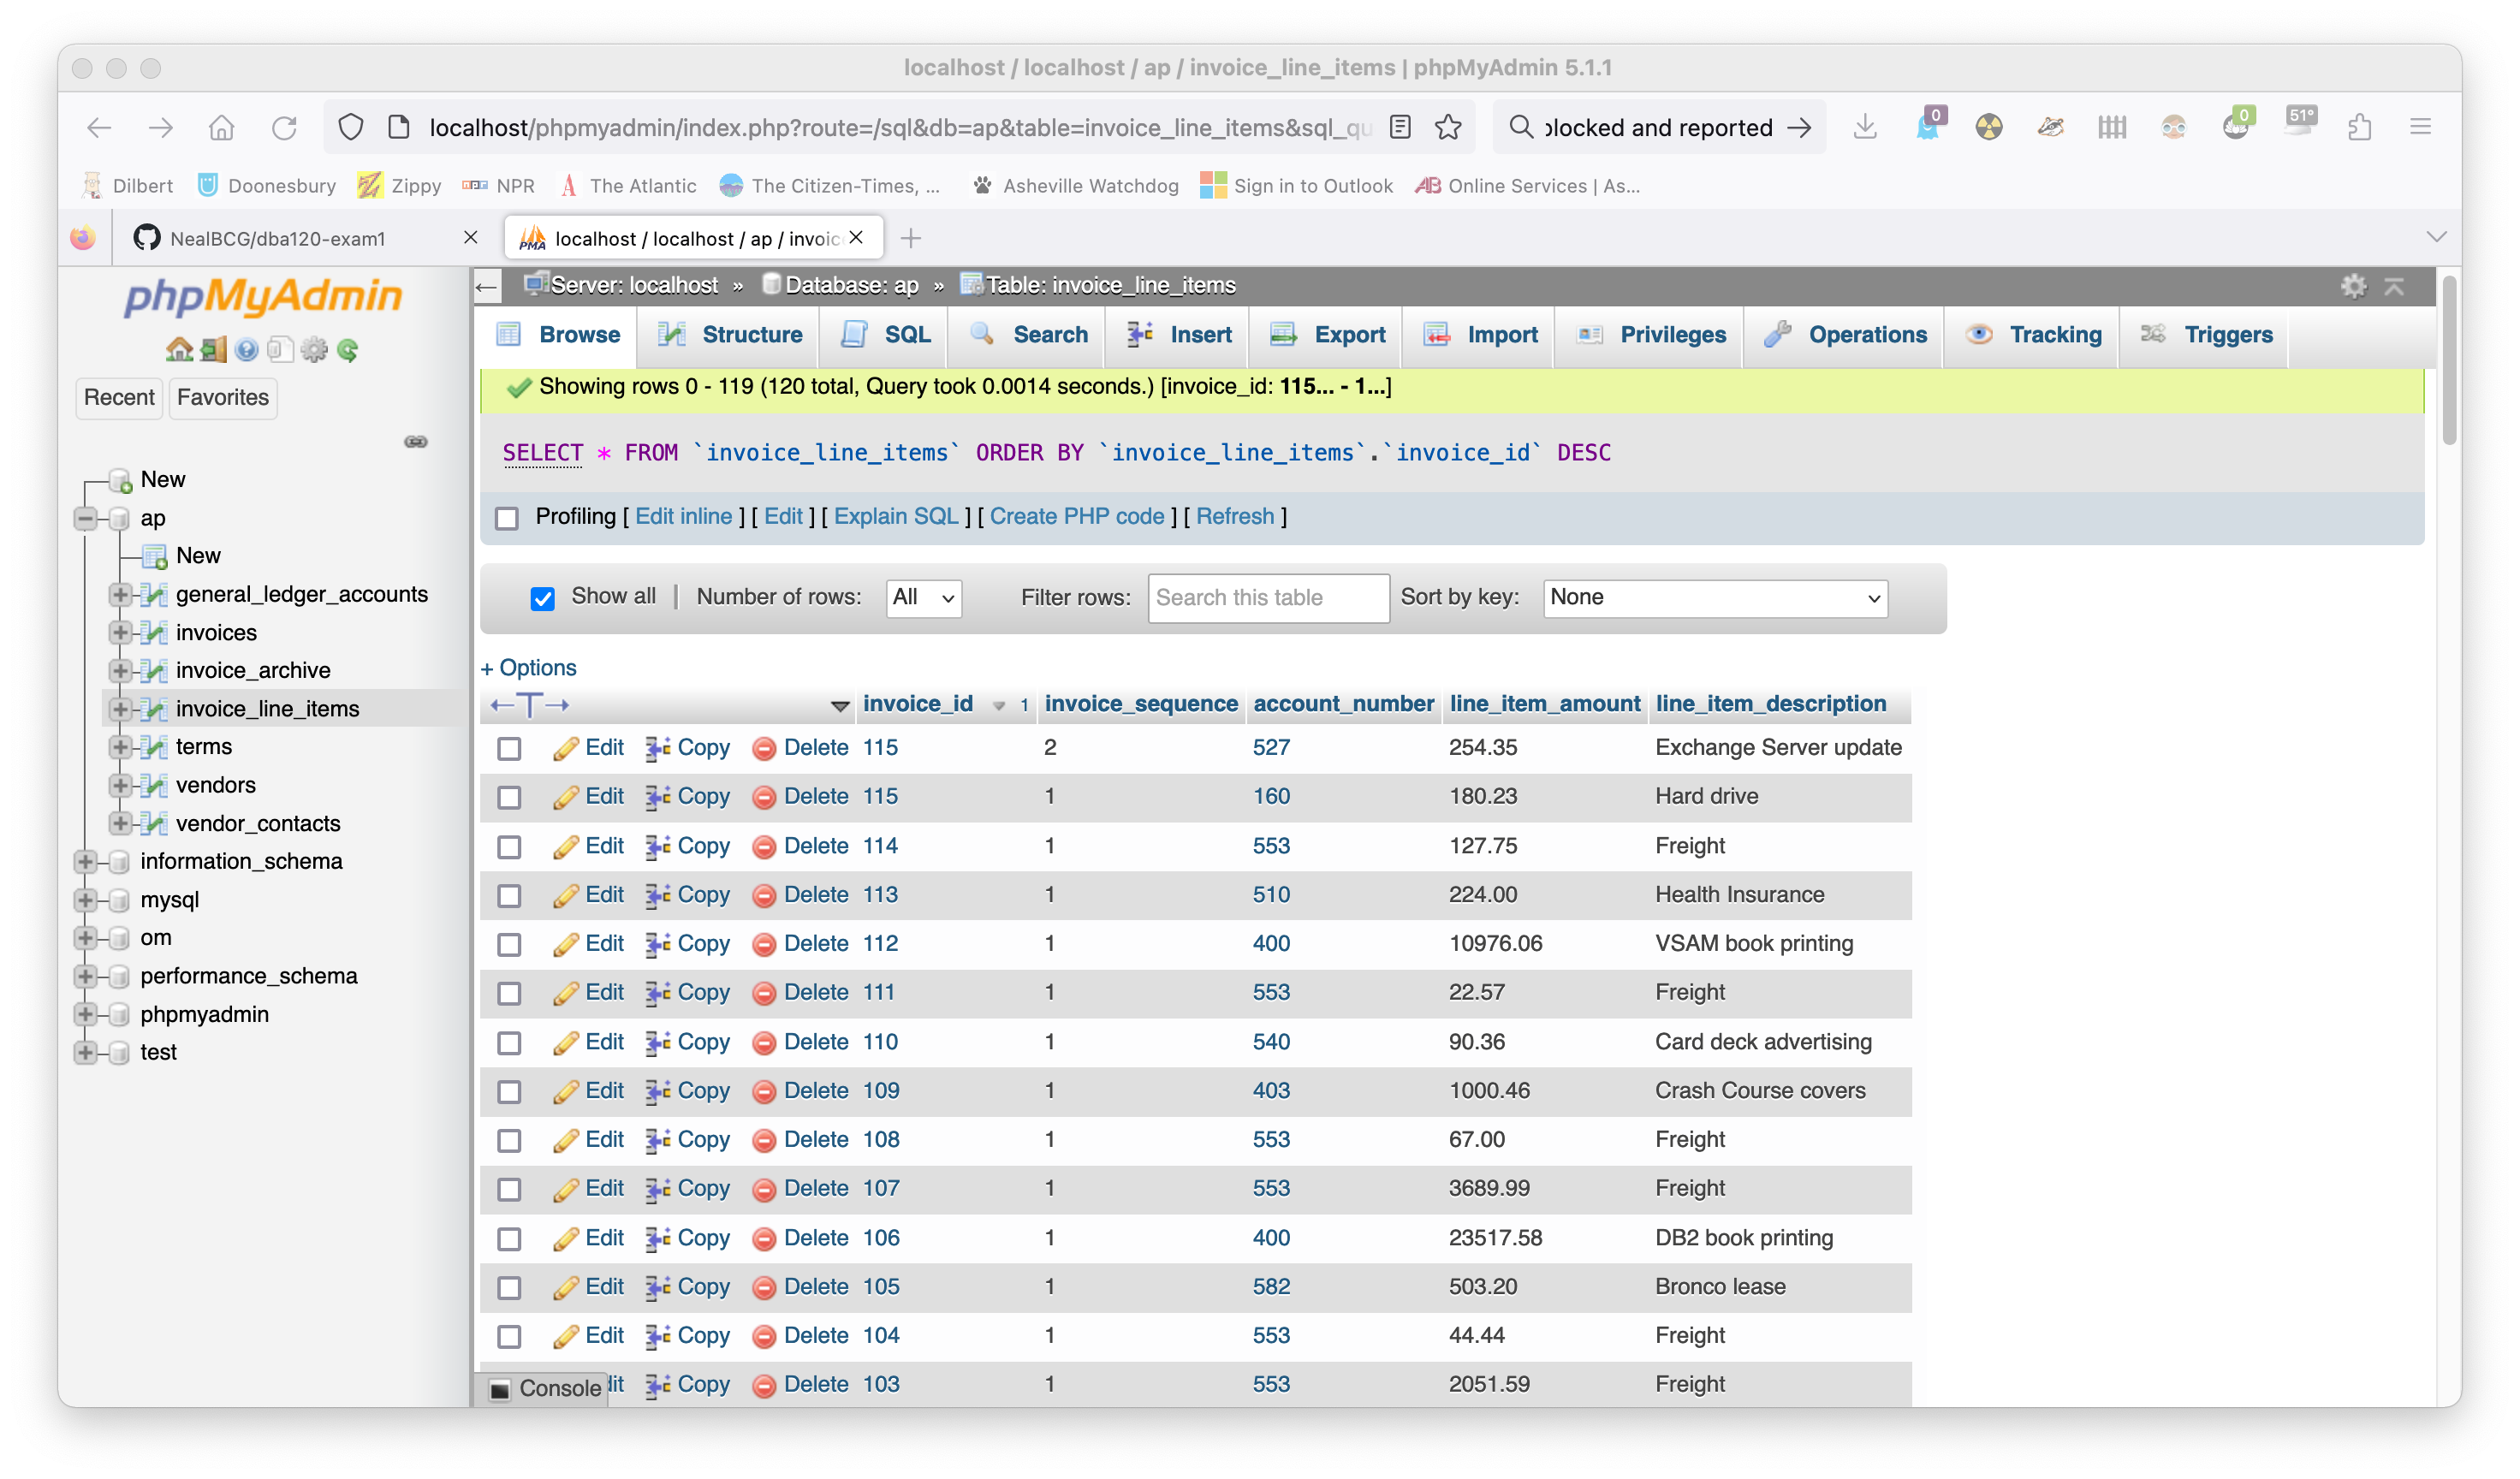 localhost / localhost / ap / invoice_line_items | phpMyAdmin 5.1.1
localhost/phpmyadmin/index.php?route=/sql&db=ap&table=invoice_line_items&sql_qu
blocked and reported
0
0
51°
Dilbert
Doonesbury
Zippy
npr NPR
The Atlantic
The Citizen-Times, ...
Asheville Watchdog
Sign in to Outlook
AB Online Services | As...
NealBCG/dba120-exam1
PMA localhost / localhost / ap / invoic
phpMyAdmin
Recent
Favorites
New
ap
New
general_ledger_accounts
invoices
invoice_archive
invoice_line_items
terms
vendors
vendor_contacts
information_schema
mysql
om
performance_schema
phpmyadmin
test
Server: localhost » Database: ap » Table: invoice_line_items
Browse Structure SQL Search Insert Export Import Privileges Operations Tracking Triggers
Showing rows 0 - 119 (120 total, Query took 0.0014 seconds.) [invoice_id: 115... - 1...]
SELECT * FROM `invoice_line_items` ORDER BY `invoice_line_items`.`invoice_id` DESC
Profiling [ Edit inline ] [ Edit ] [ Explain SQL ] [ Create PHP code ] [ Refresh ]
Show all | Number of rows: All Filter rows: Search this table Sort by key: None
+ Options
←T→ invoice_id 1 invoice_sequence account_number line_item_amount line_item_description
Edit Copy Delete 115 2 527 254.35 Exchange Server update
Edit Copy Delete 115 1 160 180.23 Hard drive
Edit Copy Delete 114 1 553 127.75 Freight
Edit Copy Delete 113 1 510 224.00 Health Insurance
Edit Copy Delete 112 1 400 10976.06 VSAM book printing
Edit Copy Delete 111 1 553 22.57 Freight
Edit Copy Delete 110 1 540 90.36 Card deck advertising
Edit Copy Delete 109 1 403 1000.46 Crash Course covers
Edit Copy Delete 108 1 553 67.00 Freight
Edit Copy Delete 107 1 553 3689.99 Freight
Edit Copy Delete 106 1 400 23517.58 DB2 book printing
Edit Copy Delete 105 1 582 503.20 Bronco lease
Edit Copy Delete 104 1 553 44.44 Freight
Console dit Copy Delete 103 1 553 2051.59 Freight